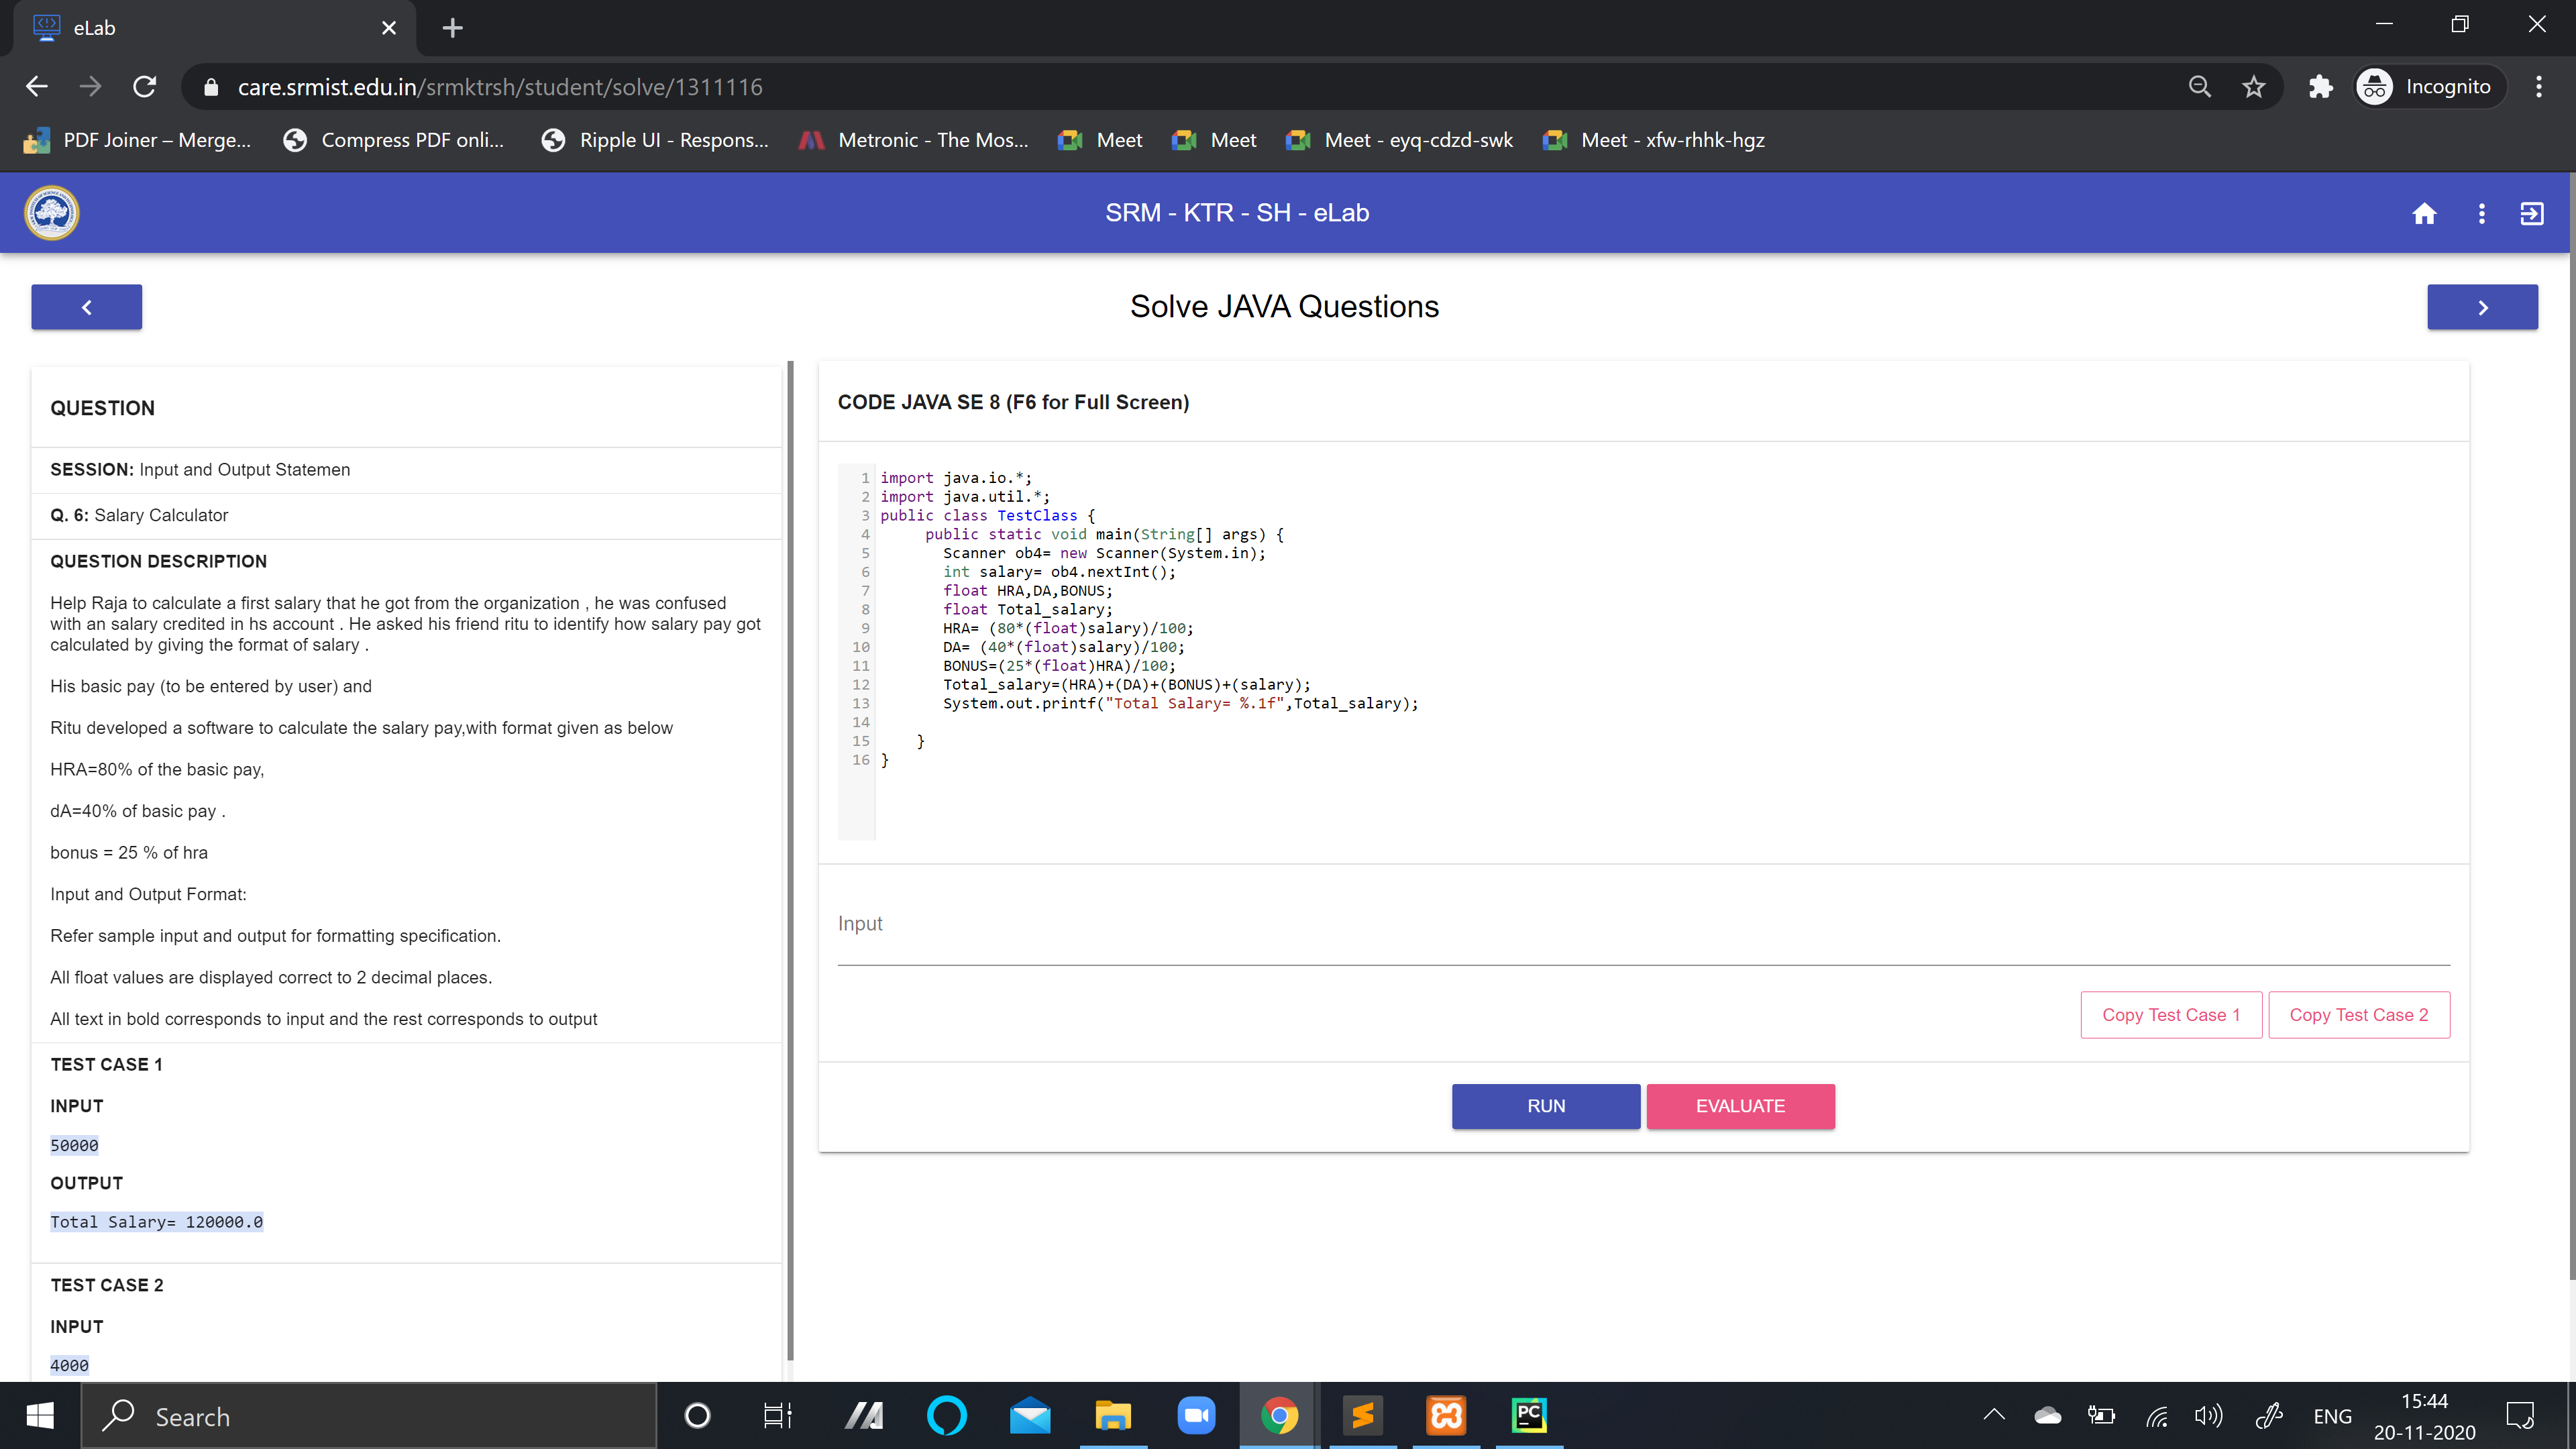 eLab
care.srmist.edu.in/srmktrsh/student/solve/1311116
Incognito
PDF Joiner – Merge...
Compress PDF onli...
Ripple UI - Respons...
Metronic - The Mos...
Meet
Meet
Meet - eyq-cdzd-swk
Meet - xfw-rhhk-hgz
SRM - KTR - SH - eLab
Solve JAVA Questions
QUESTION
SESSION: Input and Output Statemen
Q. 6: Salary Calculator
QUESTION DESCRIPTION
Help Raja to calculate a first salary that he got from the organization , he was confused
with an salary credited in hs account . He asked his friend ritu to identify how salary pay got
calculated by giving the format of salary .
His basic pay (to be entered by user) and
Ritu developed a software to calculate the salary pay,with format given as below
HRA=80% of the basic pay,
dA=40% of basic pay .
bonus = 25 % of hra
Input and Output Format:
Refer sample input and output for formatting specification.
All float values are displayed correct to 2 decimal places.
All text in bold corresponds to input and the rest corresponds to output
TEST CASE 1
INPUT
50000
OUTPUT
Total Salary= 120000.0
TEST CASE 2
INPUT
4000
CODE JAVA SE 8 (F6 for Full Screen)
1 import java.io.*;
2 import java.util.*;
3 public class TestClass {
4 public static void main(String[] args) {
5 Scanner ob4= new Scanner(System.in);
6 int salary= ob4.nextInt();
7 float HRA,DA,BONUS;
8 float Total_salary;
9 HRA= (80*(float)salary)/100;
10 DA= (40*(float)salary)/100;
11 BONUS=(25*(float)HRA)/100;
12 Total_salary=(HRA)+(DA)+(BONUS)+(salary);
13 System.out.printf("Total Salary= %.1f",Total_salary);
14
15 }
16 }
Input
Copy Test Case 1
Copy Test Case 2
RUN
EVALUATE
Search
PC
ENG
15:44
20-11-2020